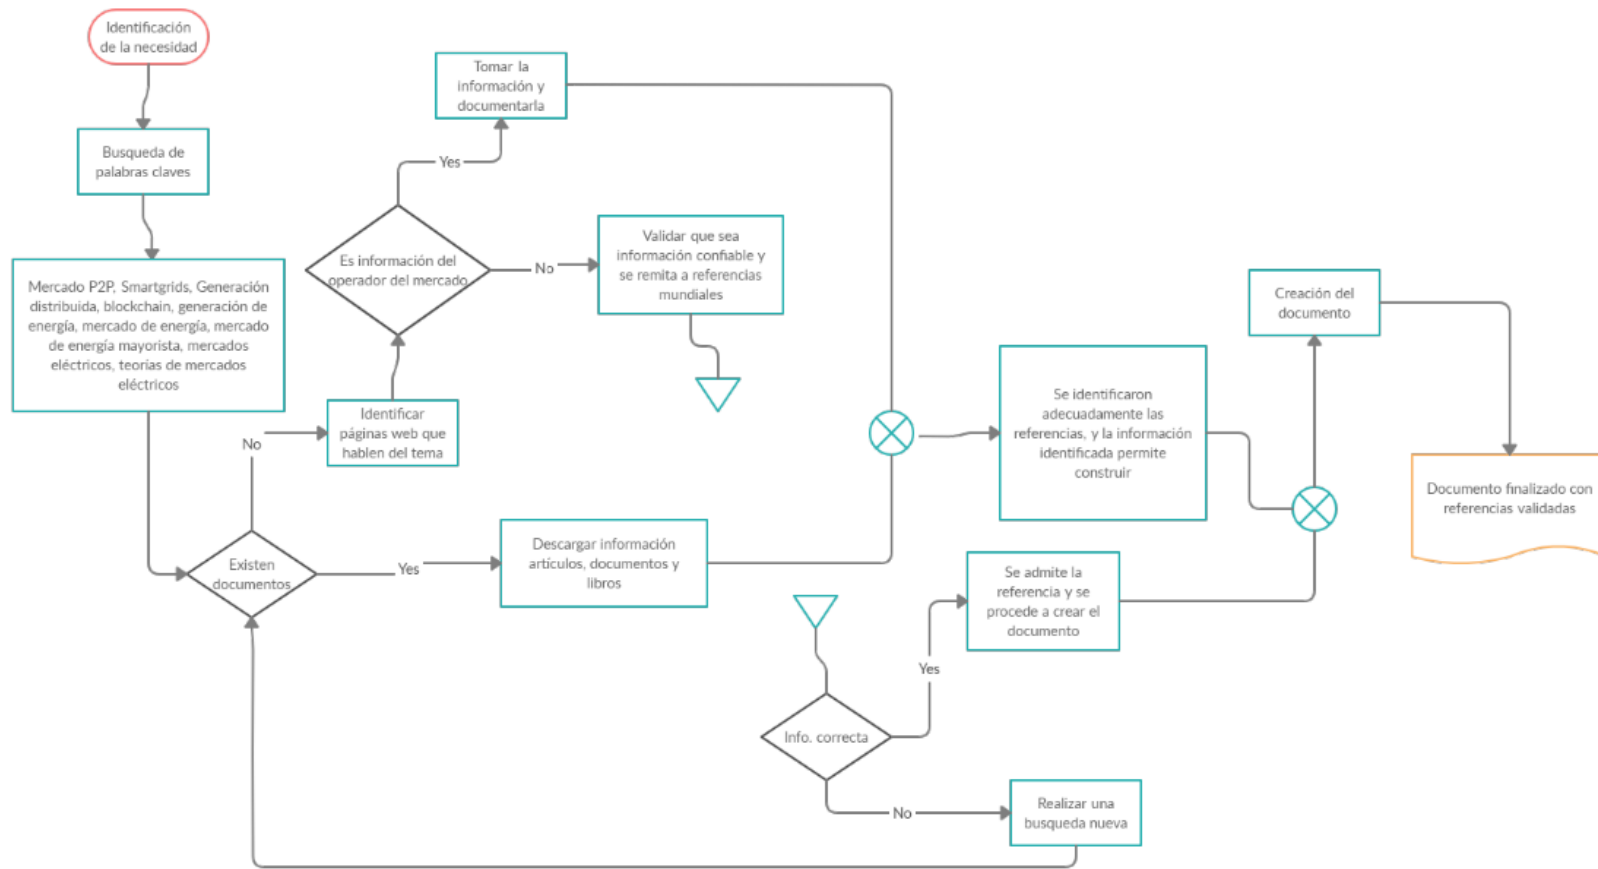 Identificación
de la necesidad
Busqueda de
palabras claves
Mercado P2P, Smartgrids, Generación
distribuida, blockchain, generación de
energía, mercado de energía, mercado
de energía mayorista, mercados
eléctricos, teorías de mercados
eléctricos
Existen
documentos
No
Identificar
páginas web que
hablen del tema
Es información del
operador del mercado
Yes
Tomar la
información y
documentarla
No
Validar que sea
información confiable y
se remita a referencias
mundiales
Yes
Descargar información
artículos, documentos y
libros
Info. correcta
Yes
Se admite la
referencia y se
procede a crear el
documento
No
Realizar una
busqueda nueva
Se identificaron
adecuadamente las
referencias, y la información
identificada permite
construir
Creación del
documento
Documento finalizado con
referencias validadas